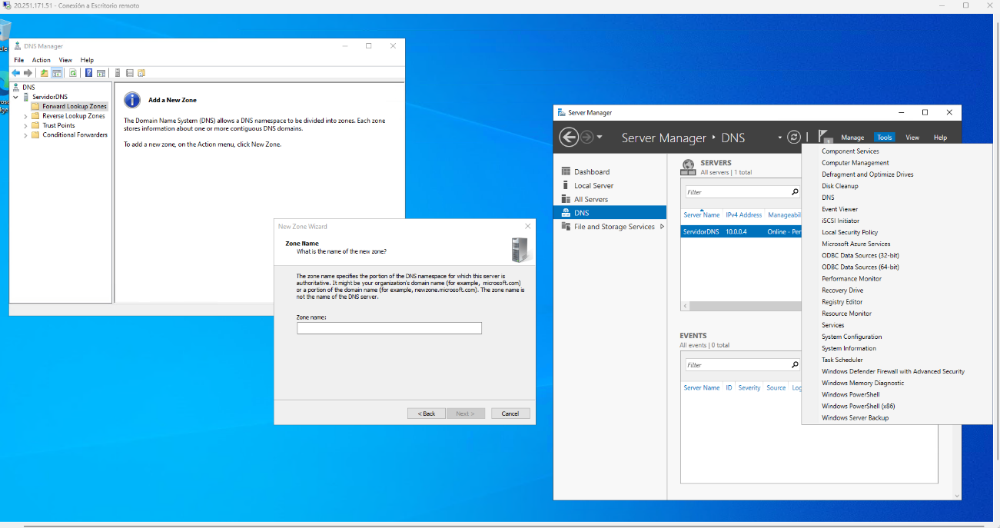 20.251.171.51 - Conexión a Escritorio remoto
DNS Manager
File Action View Help
DNS
ServidorDNS
Forward Lookup Zones
Reverse Lookup Zones
Trust Points
Conditional Forwarders
Add a New Zone
The Domain Name System (DNS) allows a DNS namespace to be divided into zones. Each zone
stores information about one or more contiguous DNS domains.
To add a new zone, on the Action menu, click New Zone.
New Zone Wizard
Zone Name
What is the name of the new zone?
The zone name specifies the portion of the DNS namespace for which this server is
authoritative. It might be your organization's domain name (for example, microsoft.com)
or a portion of the domain name (for example, newzone.microsoft.com). The zone name is
not the name of the DNS server.
Zone name:
< Back Next > Cancel
Server Manager
Server Manager DNS
1
Manage Tools View Help
Dashboard
Local Server
All Servers
DNS
File and Storage Services
SERVERS
All servers | 1 total
Filter
Server Name IPv4 Address Manageabil
ServidorDNS 10.0.0.4 Online - Per
EVENTS
All events | 0 total
Filter
Server Name ID Severity Source Log
Component Services
Computer Management
Defragment and Optimize Drives
Disk Cleanup
DNS
Event Viewer
iSCSI Initiator
Local Security Policy
Microsoft Azure Services
ODBC Data Sources (32-bit)
ODBC Data Sources (64-bit)
Performance Monitor
Recovery Drive
Registry Editor
Resource Monitor
Services
System Configuration
System Information
Task Scheduler
Windows Defender Firewall with Advanced Security
Windows Memory Diagnostic
Windows PowerShell
Windows PowerShell (x86)
Windows Server Backup